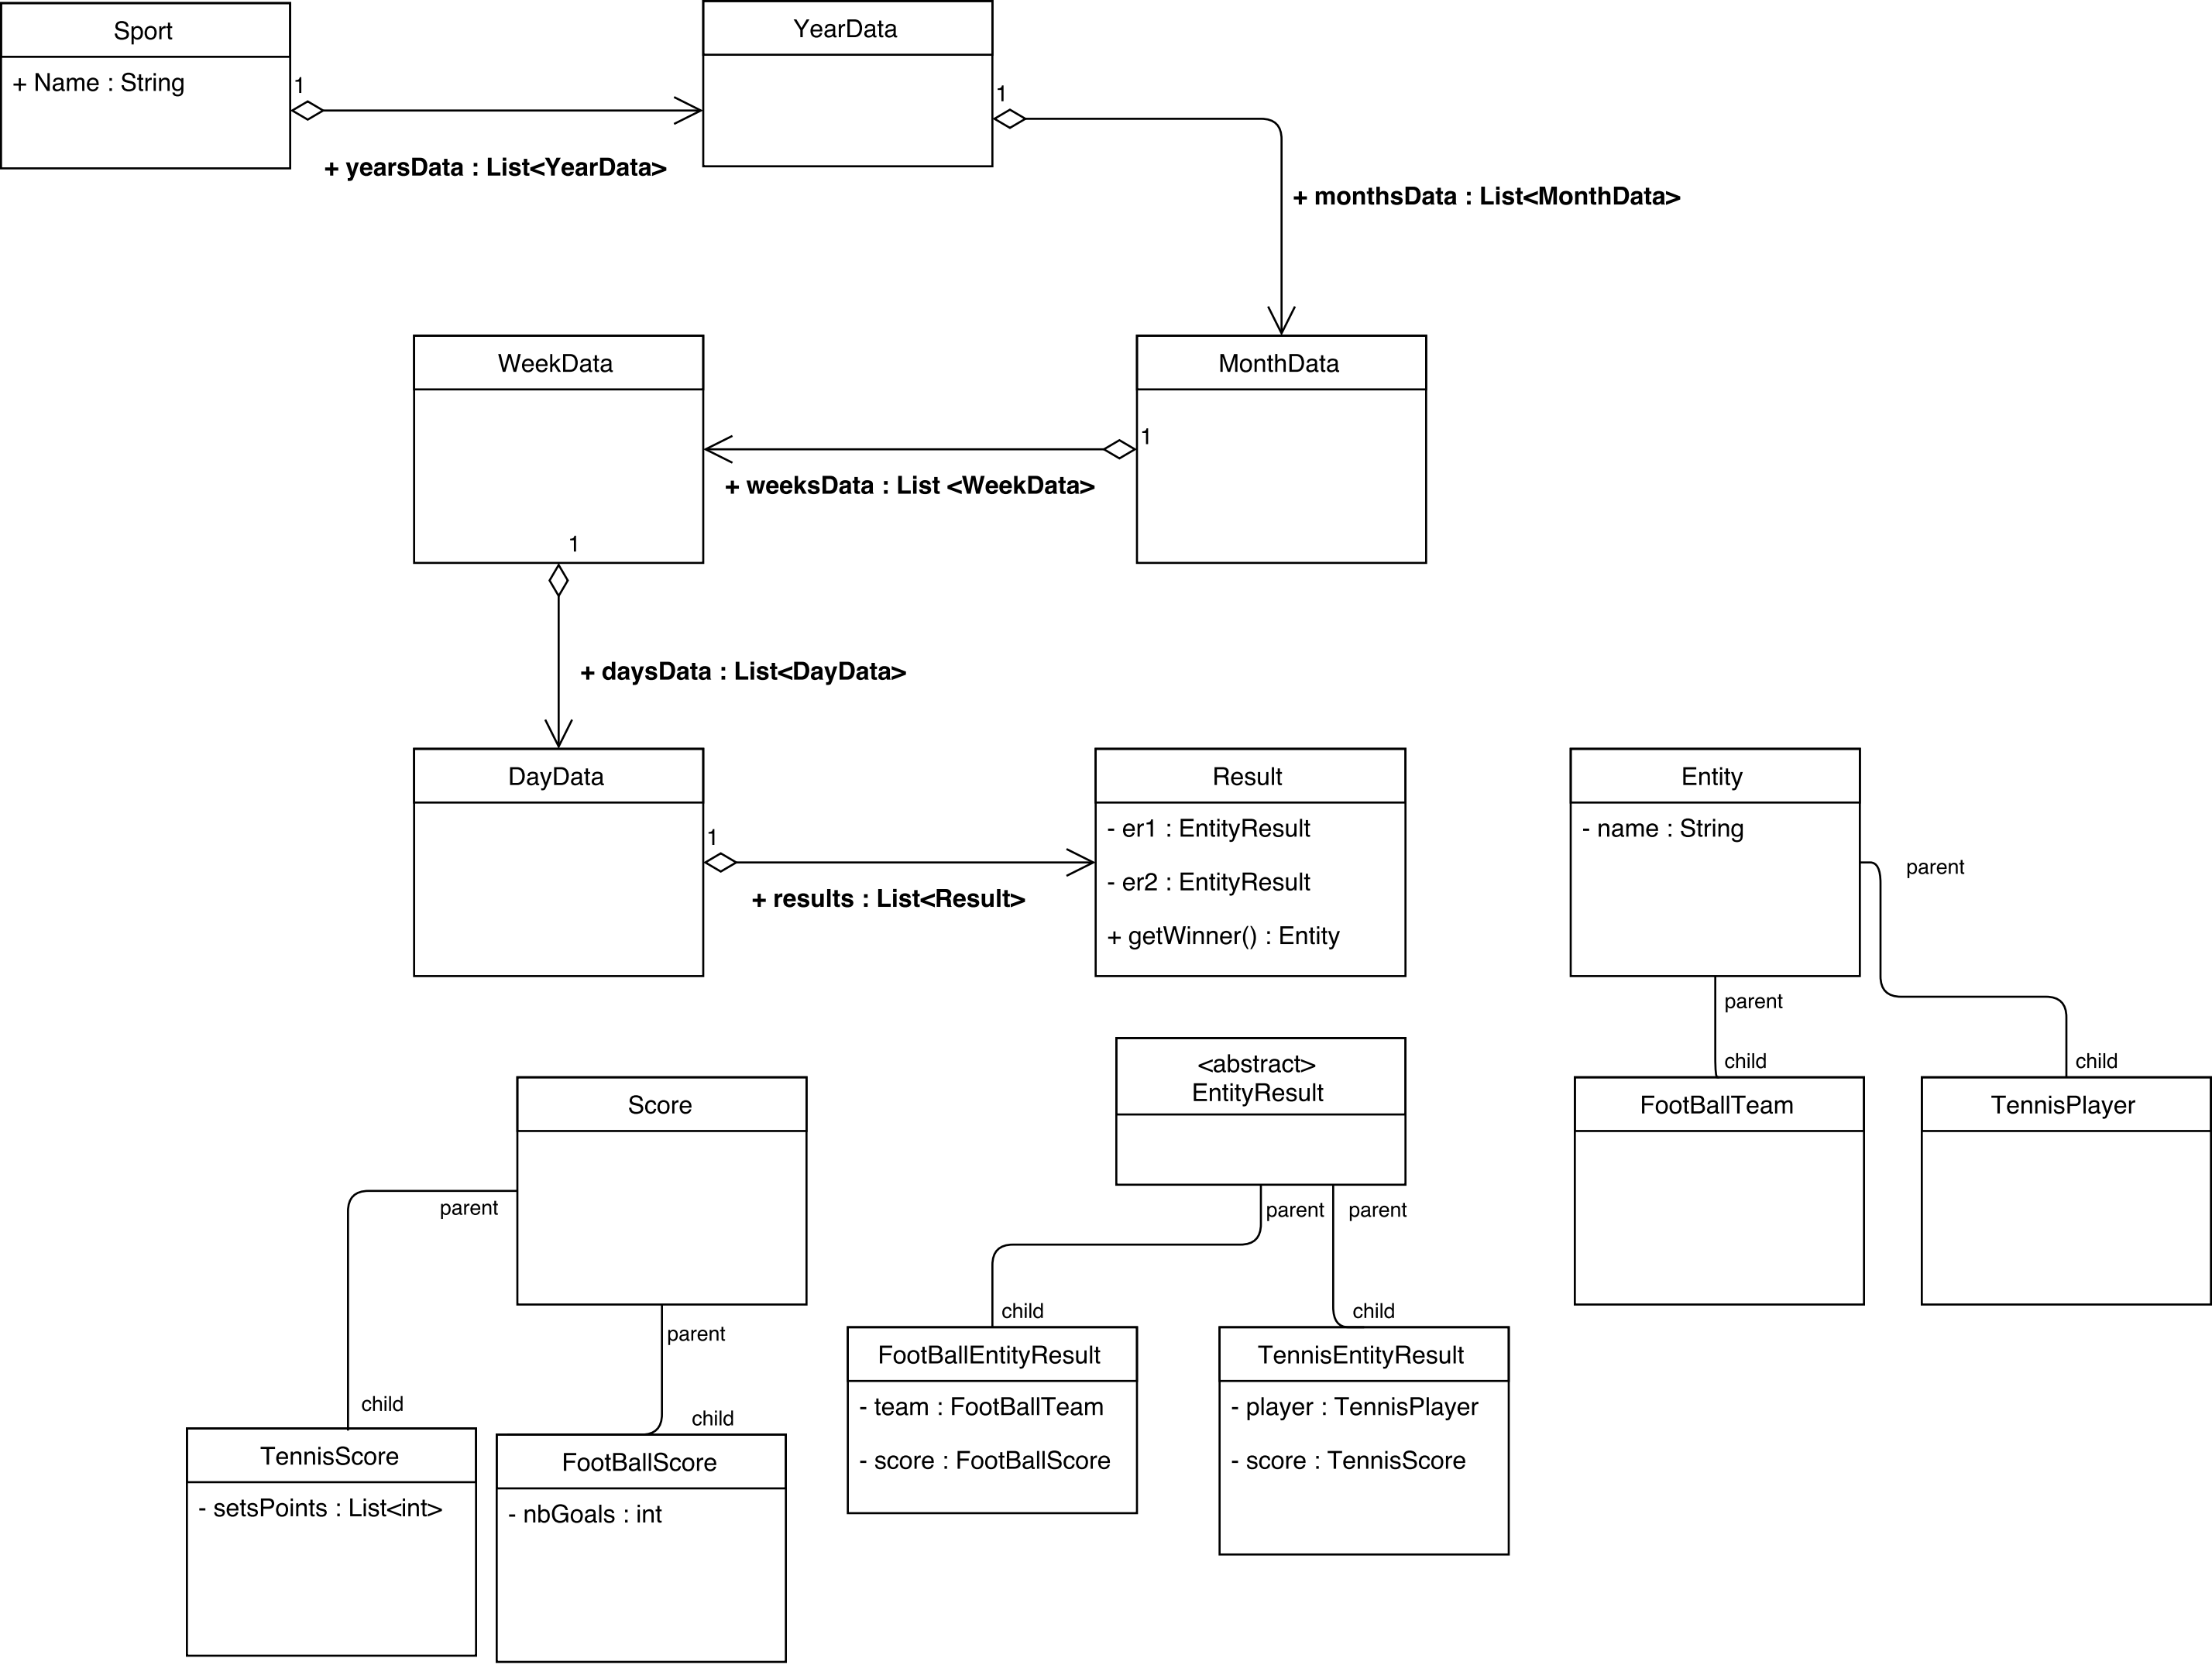 Sport
+ Name : String
1
+ yearsData : List<YearData>
YearData
1
+ monthsData : List<MonthData>
WeekData
1
MonthData
1
+ weeksData : List <WeekData>
+ daysData : List<DayData>
DayData
1
+ results : List<Result>
Result
- er1 : EntityResult
- er2 : EntityResult
+ getWinner() : Entity
Entity
- name : String
parent
parent
child
child
FootBallTeam
TennisPlayer
<abstract>
EntityResult
parent
parent
child
child
Score
parent
parent
child
child
TennisScore
- setsPoints : List<int>
FootBallScore
- nbGoals : int
FootBallEntityResult
- team : FootBallTeam
- score : FootBallScore
TennisEntityResult
- player : TennisPlayer
- score : TennisScore